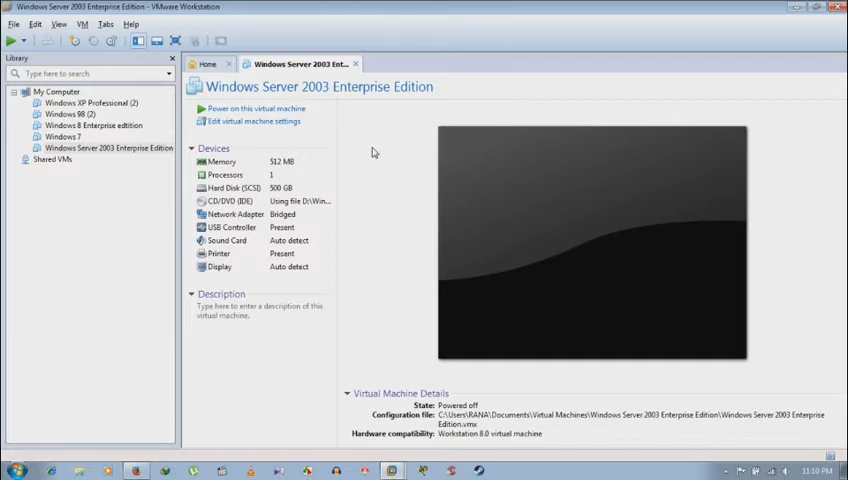 Windows Server 2003 Enterprise Edition - VMware Workstation
File Edit View VM Tabs Help
Library
Type here to search
My Computer
Windows XP Professional (2)
Windows 98 (2)
Windows 8 Enterprise edtition
Windows 7
Windows Server 2003 Enterprise Edition
Shared VMs
Home
Windows Server 2003 Ent...
Windows Server 2003 Enterprise Edition
Power on this virtual machine
Edit virtual machine settings
Devices
Memory 512 MB
Processors 1
Hard Disk (SCSI) 500 GB
CD/DVD (IDE) Using file D:\Win...
Network Adapter Bridged
USB Controller Present
Sound Card Auto detect
Printer Present
Display Auto detect
Description
Type here to enter a description of this
virtual machine.
Virtual Machine Details
State: Powered off
Configuration file: C:\Users\RANA\Documents\Virtual Machines\Windows Server 2003 Enterprise Edition\Windows Server 2003 Enterprise
Edition.vmx
Hardware compatibility: Workstation 8.0 virtual machine
11:10 PM